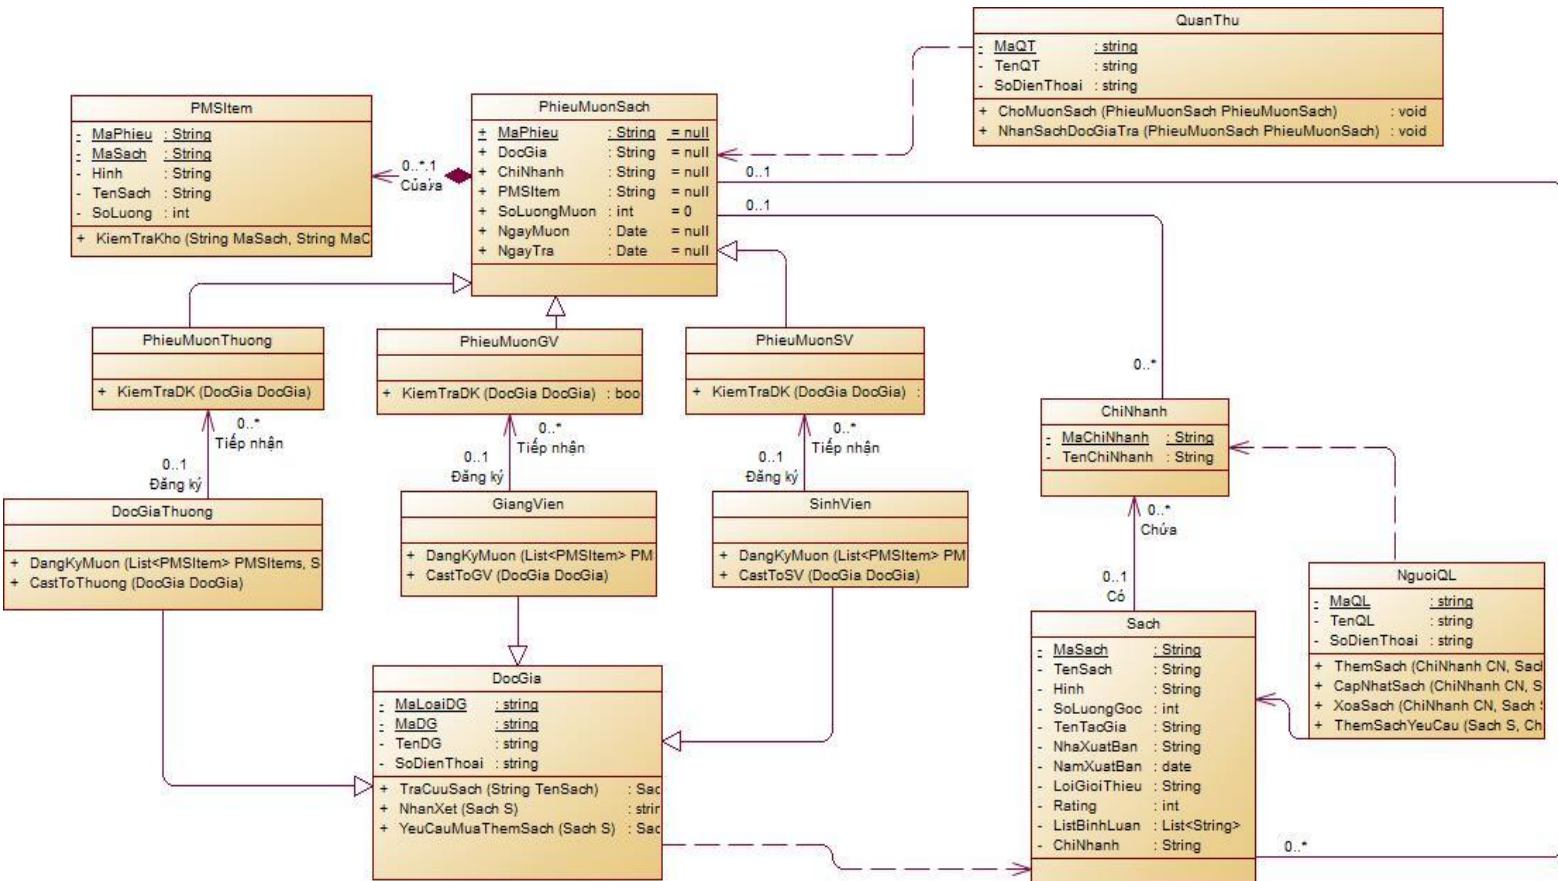 QuanThu
- MaQT : string
- TenQT : string
- SoDienThoai : string
+ ChoMuonSach (PhieuMuonSach PhieuMuonSach) : void
+ NhanSachDocGiaTra (PhieuMuonSach PhieuMuonSach) : void
PMSItem
- MaPhieu : String
- MaSach : String
- Hinh : String
- TenSach : String
- SoLuong : int
+ KiemTraKho (String MaSach, String MaC
0..*
.1
PhieuMuonSach
+ MaPhieu : String = null
+ DocGia : String = null
+ ChiNhanh : String = null
+ PMSItem : String = null
+ SoLuongMuon : int = 0
+ NgayMuon : Date = null
+ NgayTra : Date = null
0..1
0..1
PhieuMuonThuong
+ KiemTraDK (DocGia DocGia)
PhieuMuonGV
+ KiemTraDK (DocGia DocGia) : boo
PhieuMuonSV
+ KiemTraDK (DocGia DocGia) :
0..*
Tiếp nhận
0..1
Đăng ký
0..*
Tiếp nhận
0..1
Đăng ký
0..*
Tiếp nhận
0..1
Đăng ký
0..*
ChiNhanh
- MaChiNhanh : String
- TenChiNhanh : String
0..*
Chứa
0..1
Có
DocGiaThuong
+ DangKyMuon (List<PMSItem> PMSItems, S
+ CastToThuong (DocGia DocGia)
GiangVien
+ DangKyMuon (List<PMSItem> PM
+ CastToGV (DocGia DocGia)
SinhVien
+ DangKyMuon (List<PMSItem> PM
+ CastToSV (DocGia DocGia)
NguoiQL
- MaQL : string
- TenQL : string
- SoDienThoai : string
+ ThemSach (ChiNhanh CN, Sach
+ CapNhatSach (ChiNhanh CN, S
+ XoaSach (ChiNhanh CN, Sach S
+ ThemSachYeuCau (Sach S, Ch
DocGia
- MaLoaiDG : string
- MaDG : string
- TenDG : string
- SoDienThoai : string
+ TraCuuSach (String TenSach) : Sac
+ NhanXet (Sach S) : strin
+ YeuCauMuaThemSach (Sach S) : Sac
Sach
- MaSach : String
- TenSach : String
- Hinh : String
- SoLuongGoc : int
- TenTacGia : String
- NhaXuatBan : String
- NamXuatBan : date
- LoiGioiThieu : String
- Rating : int
- ListBinhLuan : List<String>
- ChiNhanh : String
0..*